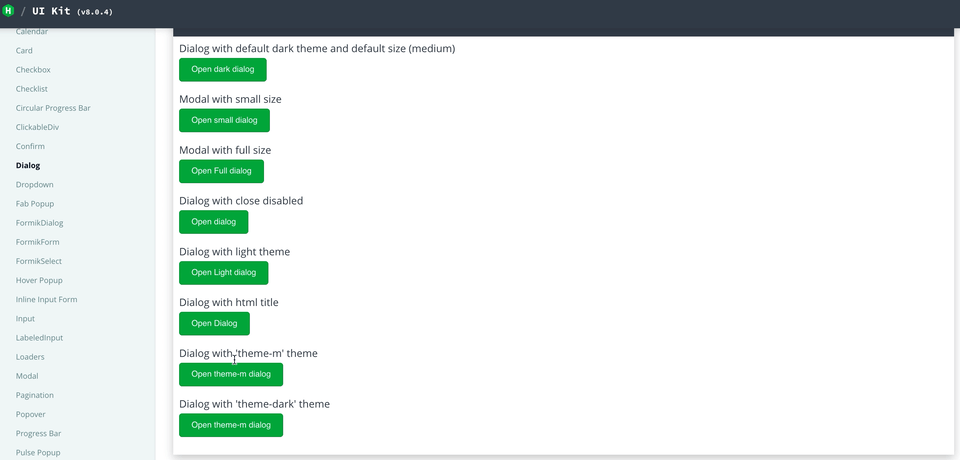 H / UI Kit (v8.0.4)
Calendar
Card
Checkbox
Checklist
Circular Progress Bar
ClickableDiv
Confirm
Dialog
Dropdown
Fab Popup
FormikDialog
FormikForm
FormikSelect
Hover Popup
Inline Input Form
Input
LabeledInput
Loaders
Modal
Pagination
Popover
Progress Bar
Pulse Popup
Dialog with default dark theme and default size (medium)
Open dark dialog
Modal with small size
Open small dialog
Modal with full size
Open Full dialog
Dialog with close disabled
Open dialog
Dialog with light theme
Open Light dialog
Dialog with html title
Open Dialog
Dialog with 'theme-m' theme
Open theme-m dialog
Dialog with 'theme-dark' theme
Open theme-m dialog